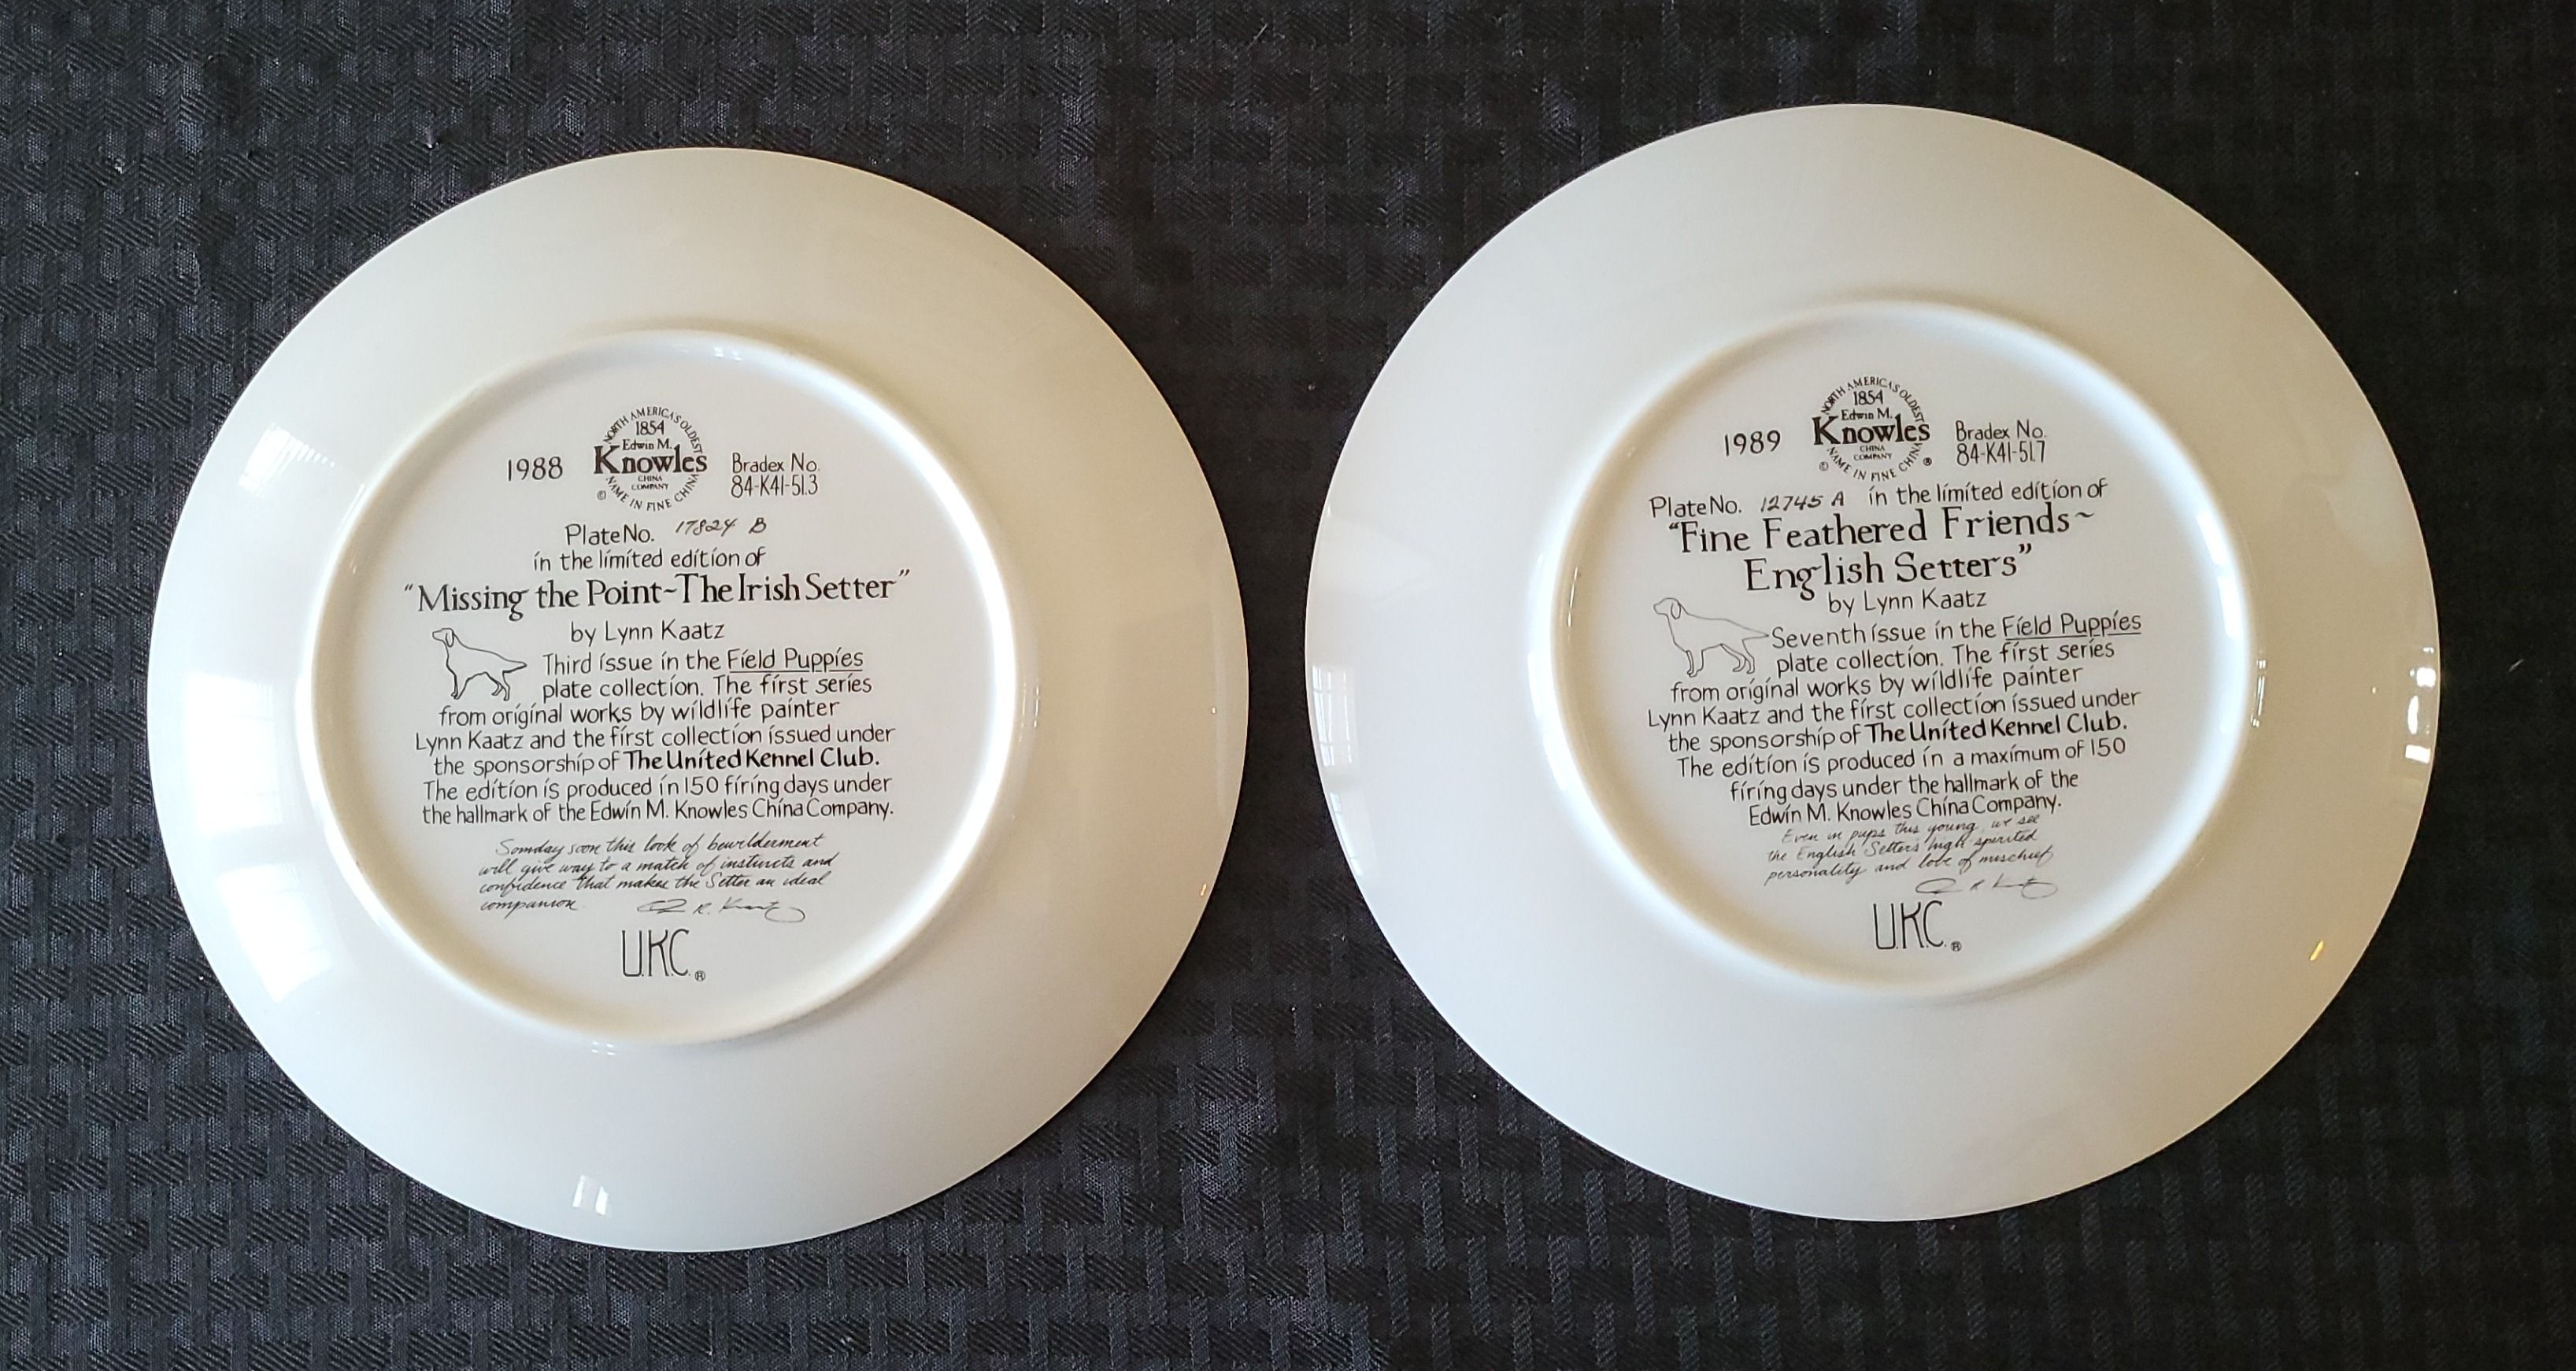 NORTH AMERICA'S OLDEST
1854
Edwin M.
Knowles
CHINA
COMPANY
© NAME IN FINE CHINA
1988
Bradex No.
84-K41-51.3
Plate No. 17824 B
in the limited edition of
"Missing the Point~The Irish Setter"
by Lynn Kaatz
Third issue in the Field Puppies
plate collection. The first series
from original works by wildlife painter
Lynn Kaatz and the first collection issued under
the sponsorship of The United Kennel Club.
The edition is produced in 150 firing days under
the hallmark of the Edwin M. Knowles China Company.
Someday soon this look of bewilderment
will give way to a match of instincts and
confidence that makes the Setter an ideal
companion.
U.K.C.®
NORTH AMERICA'S OLDEST
1854
Edwin M.
Knowles
CHINA
COMPANY
© NAME IN FINE CHINA ®
1989
Bradex No.
84-K41-51.7
Plate No. 12745 A in the limited edition of
"Fine Feathered Friends~
English Setters"
by Lynn Kaatz
Seventh issue in the Field Puppies
plate collection. The first series
from original works by wildlife painter
Lynn Kaatz and the first collection issued under
the sponsorship of The United Kennel Club.
The edition is produced in a maximum of 150
firing days under the hallmark of the
Edwin M. Knowles China Company.
Even in pups this young, we see
the English Setter's high spirited
personality and love of mischief
U.K.C.®